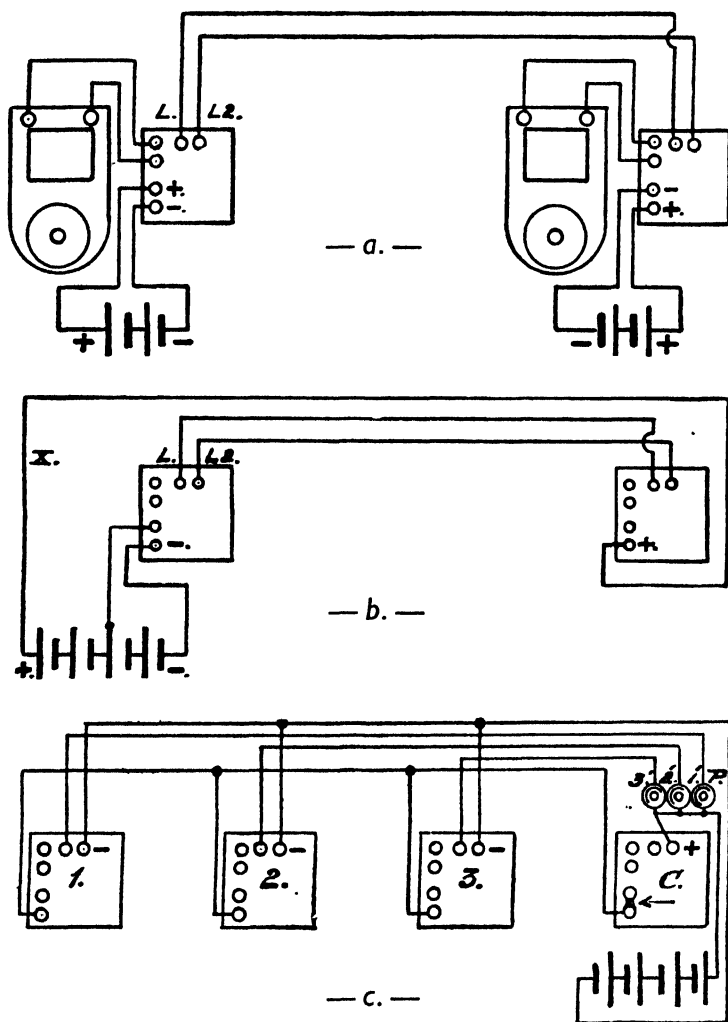 L. L2.
+.
-.
-
+.
— a. —
+ -
- +
X.
L. L2.
-.
+.
— b. —
+. -.
3. 2. 1. P.
- - - +
1. 2. 3. C.
— c. —